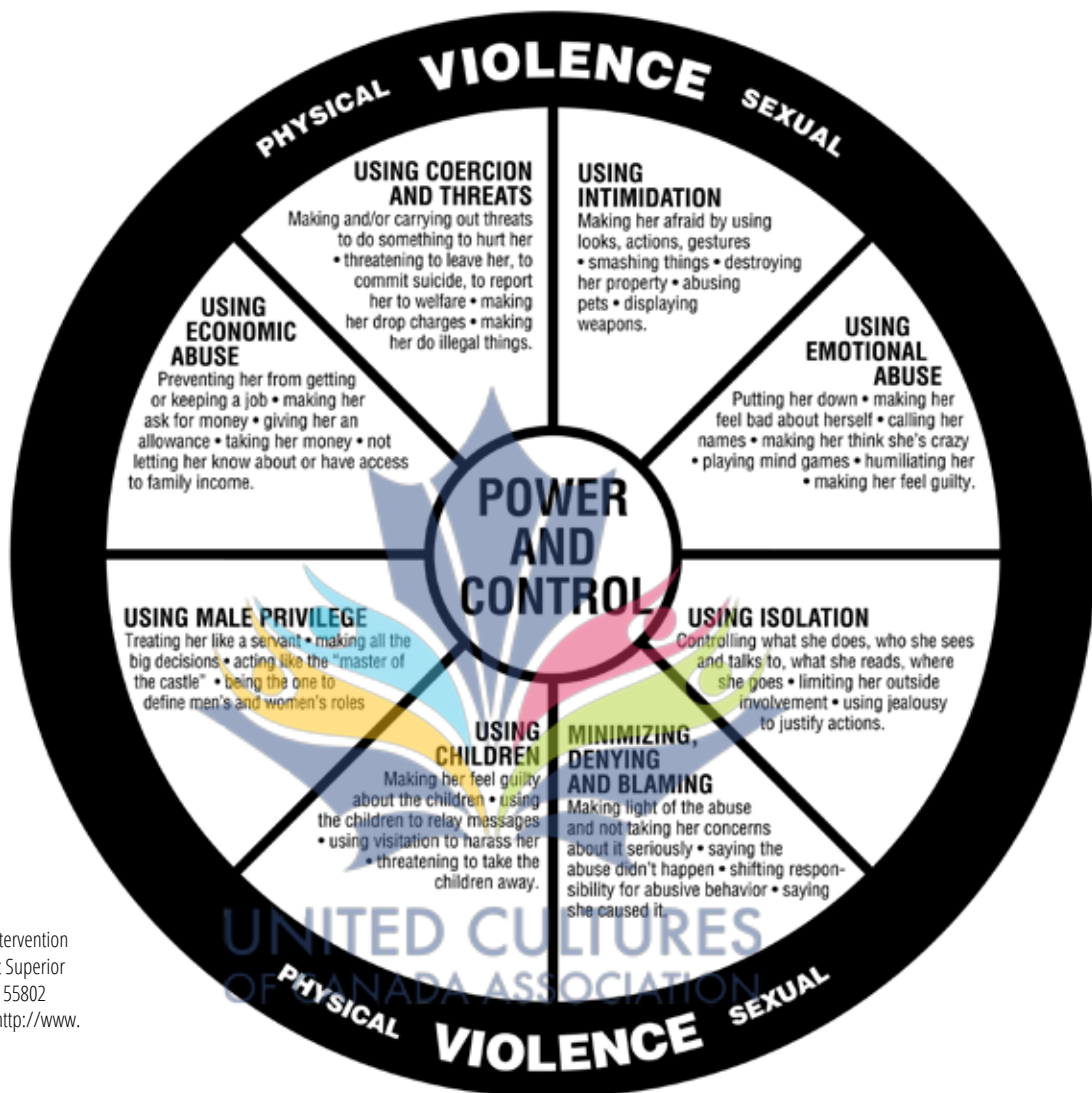 PHYSICAL VIOLENCE SEXUAL
USING COERCION
AND THREATS
Making and/or carrying out threats
to do something to hurt her
• threatening to leave her, to
commit suicide, to report
her to welfare • making
her drop charges • making
her do illegal things.
USING
INTIMIDATION
Making her afraid by using
looks, actions, gestures
• smashing things • destroying
her property • abusing
pets • displaying
weapons.
USING
ECONOMIC
ABUSE
Preventing her from getting
or keeping a job • making her
ask for money • giving her an
allowance • taking her money • not
letting her know about or have access
to family income.
USING
EMOTIONAL
ABUSE
Putting her down • making her
feel bad about herself • calling her
names • making her think she's crazy
• playing mind games • humiliating her
• making her feel guilty.
POWER
AND
CONTROL
USING MALE PRIVILEGE
Treating her like a servant • making all the
big decisions • acting like the "master of
the castle" • being the one to
define men's and women's roles
USING ISOLATION
Controlling what she does, who she sees
and talks to, what she reads, where
she goes • limiting her outside
involvement • using jealousy
to justify actions.
USING
CHILDREN
Making her feel guilty
about the children • using
the children to relay messages
• using visitation to harass her
• threatening to take the
children away.
MINIMIZING,
DENYING
AND BLAMING
Making light of the abuse
and not taking her concerns
about it seriously • saying the
abuse didn't happen • shifting respon-
sibility for abusive behavior • saying
she caused it.
UNITED CULTURES
OF CANADA ASSOCIATION
tervention
t Superior
55802
http://www.
PHYSICAL VIOLENCE SEXUAL